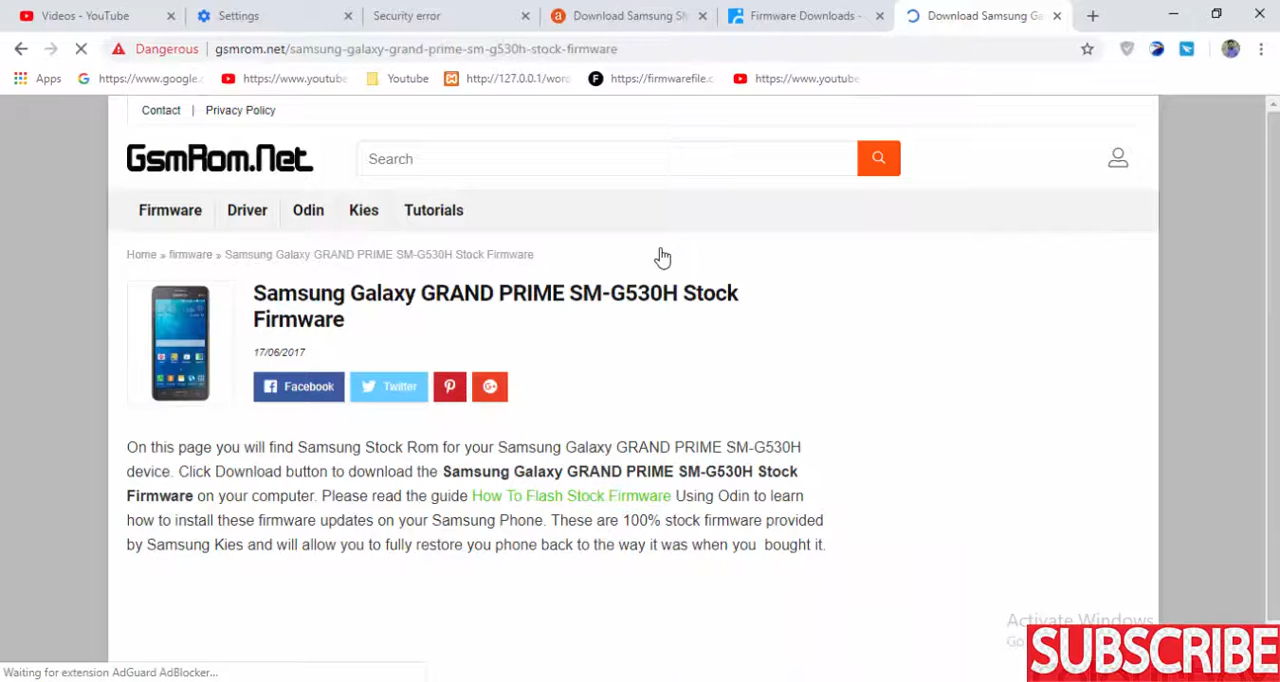 Videos - YouTube
Settings
Security error
Download Samsung S
Firmware Downloads -
Download Samsung Ga
Dangerous
gsmrom.net/samsung-galaxy-grand-prime-sm-g530h-stock-firmware
Apps
https://www.google.
https://www.youtube
Youtube
http://127.0.0.1/wor
https://firmwarefile.c
https://www.youtube
Contact | Privacy Policy
GsmRom.Net
Search
Firmware
Driver
Odin
Kies
Tutorials
Home » firmware » Samsung Galaxy GRAND PRIME SM-G530H Stock Firmware
Samsung Galaxy GRAND PRIME SM-G530H Stock
Firmware
17/06/2017
Facebook
Twitter
On this page you will find Samsung Stock Rom for your Samsung Galaxy GRAND PRIME SM-G530H
device. Click Download button to download the Samsung Galaxy GRAND PRIME SM-G530H Stock
Firmware on your computer. Please read the guide How To Flash Stock Firmware Using Odin to learn
how to install these firmware updates on your Samsung Phone. These are 100% stock firmware provided
by Samsung Kies and will allow you to fully restore you phone back to the way it was when you bought it.
Activate Windows
Go
SUBSCRIBE
Waiting for extension AdGuard AdBlocker...